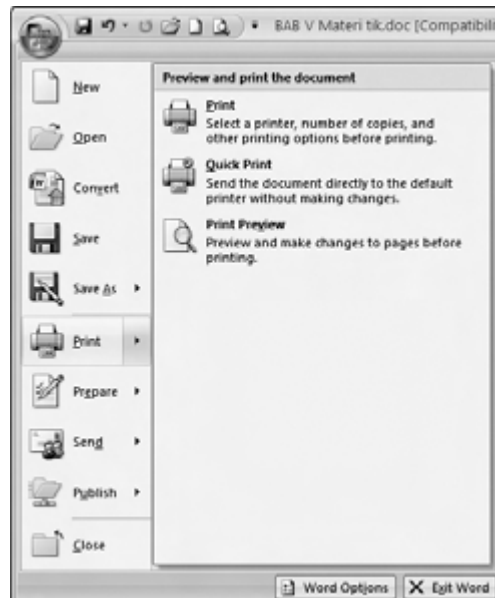 BAB V Materi tik.doc [Compatibil
New
Open
Convert
Save
Save As
Print
Prepare
Send
Publish
Close
Preview and print the document
Print
Select a printer, number of copies, and
other printing options before printing.
Quick Print
Send the document directly to the default
printer without making changes.
Print Preview
Preview and make changes to pages before
printing.
Word Options
Exit Word